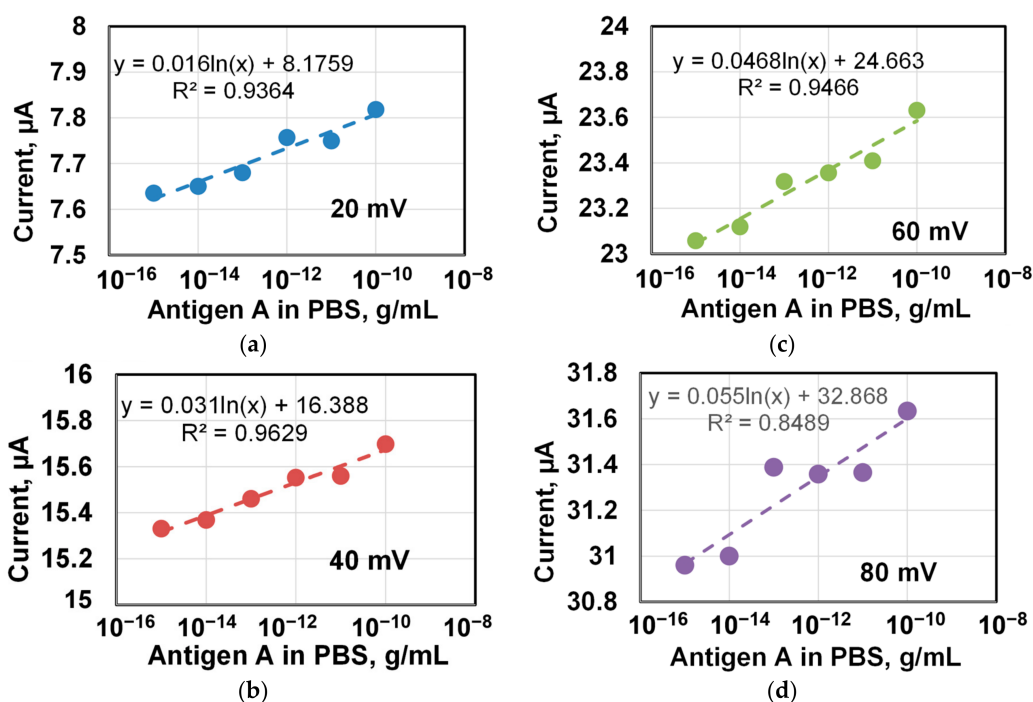 8
7.9
7.8
7.7
7.6
7.5
Current, µA
y = 0.016ln(x) + 8.1759
R² = 0.9364
20 mV
10⁻¹⁶ 10⁻¹⁴ 10⁻¹² 10⁻¹⁰ 10⁻⁸
Antigen A in PBS, g/mL
(a)
24
23.8
23.6
23.4
23.2
23
Current, µA
y = 0.0468ln(x) + 24.663
R² = 0.9466
60 mV
10⁻¹⁶ 10⁻¹⁴ 10⁻¹² 10⁻¹⁰ 10⁻⁸
Antigen A in PBS, g/mL
(c)
16
15.8
15.6
15.4
15.2
15
Current, µA
y = 0.031ln(x) + 16.388
R² = 0.9629
40 mV
10⁻¹⁶ 10⁻¹⁴ 10⁻¹² 10⁻¹⁰ 10⁻⁸
Antigen A in PBS, g/mL
(b)
31.8
31.6
31.4
31.2
31
30.8
Current, µA
y = 0.055ln(x) + 32.868
R² = 0.8489
80 mV
10⁻¹⁶ 10⁻¹⁴ 10⁻¹² 10⁻¹⁰ 10⁻⁸
Antigen A in PBS, g/mL
(d)